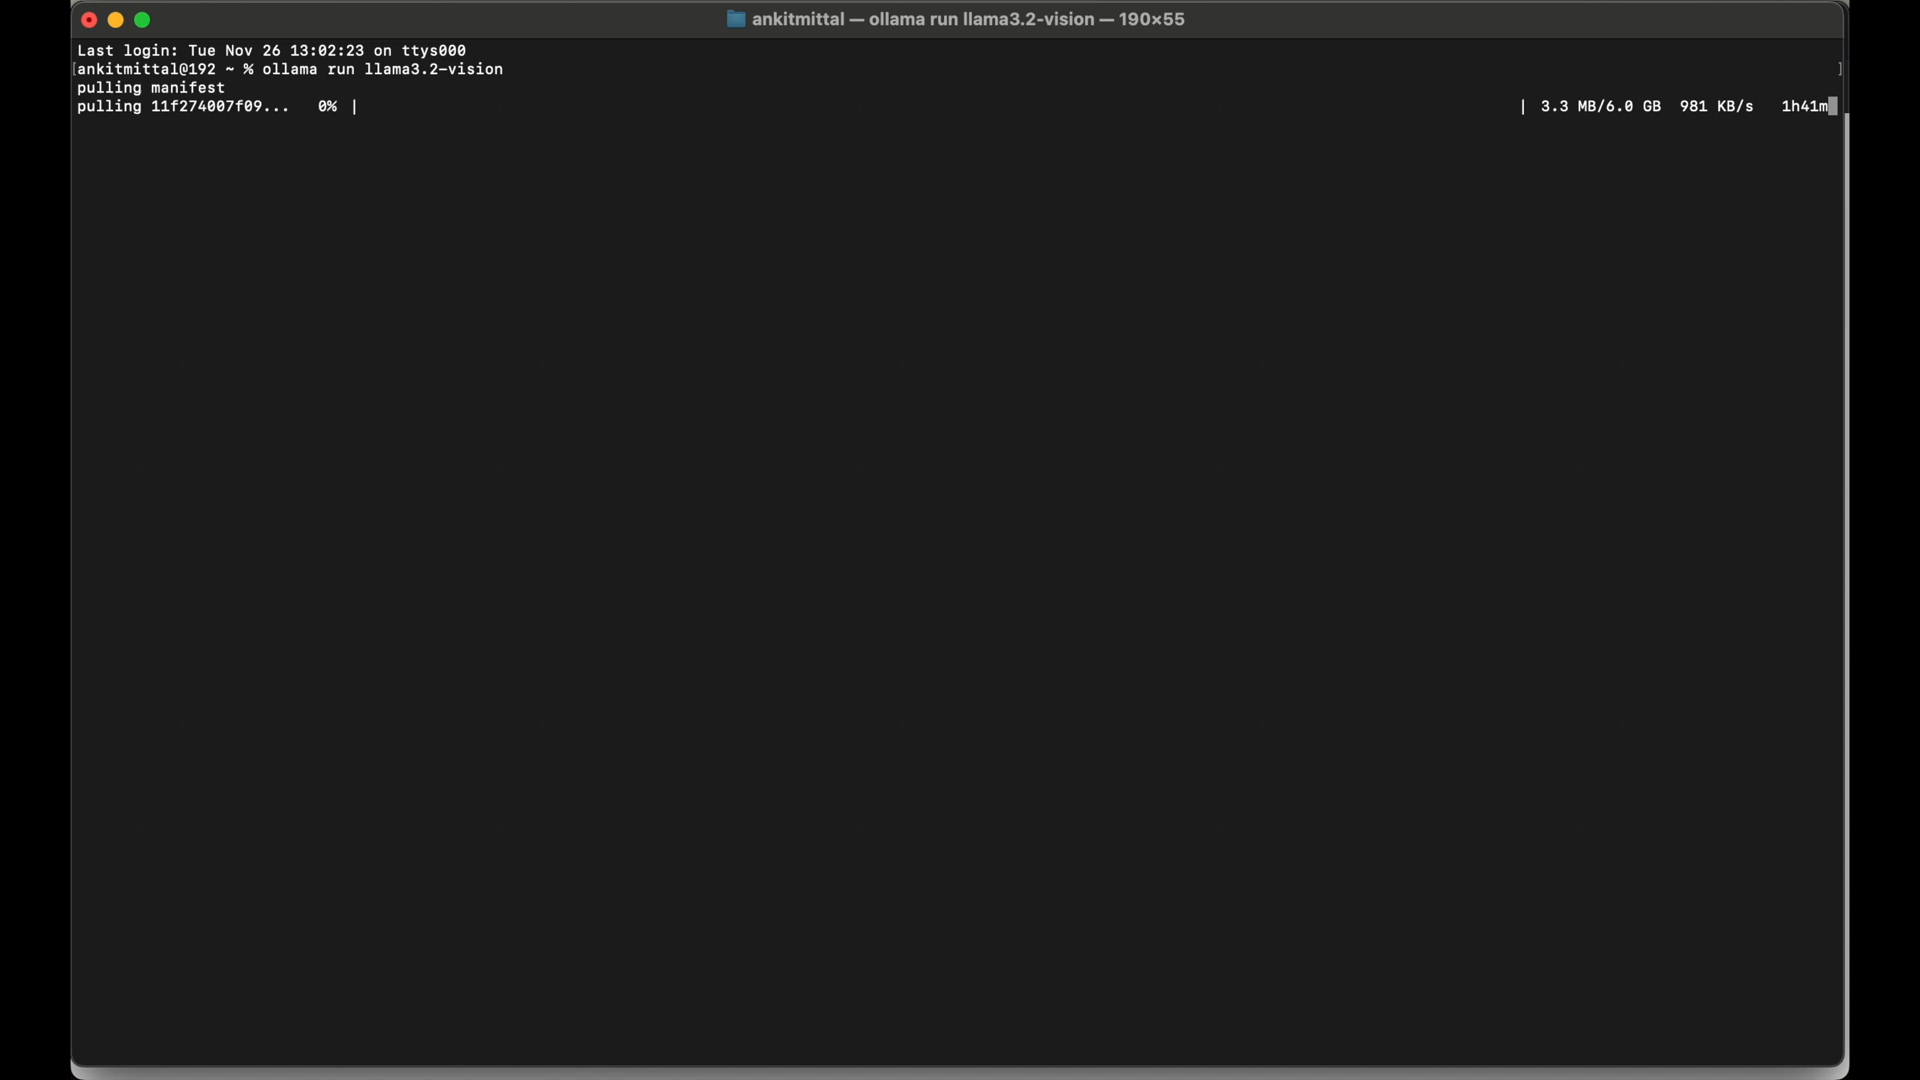 ankitmittal — ollama run llama3.2-vision — 190×55
Last login: Tue Nov 26 13:02:23 on ttys000
[ankitmittal@192 ~ % ollama run llama3.2-vision ]
pulling manifest
pulling 11f274007f09... 0% | | 3.3 MB/6.0 GB 981 KB/s 1h41m